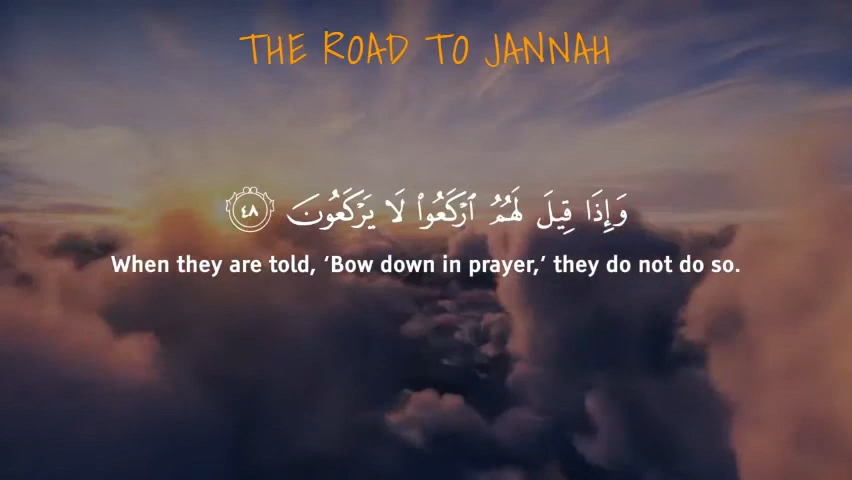 THE ROAD TO JANNAH
وَإِذَا قِيلَ لَهُمُ ٱرْكَعُوا۟ لَا يَرْكَعُونَ ٤٨
When they are told, ‘Bow down in prayer,’ they do not do so.